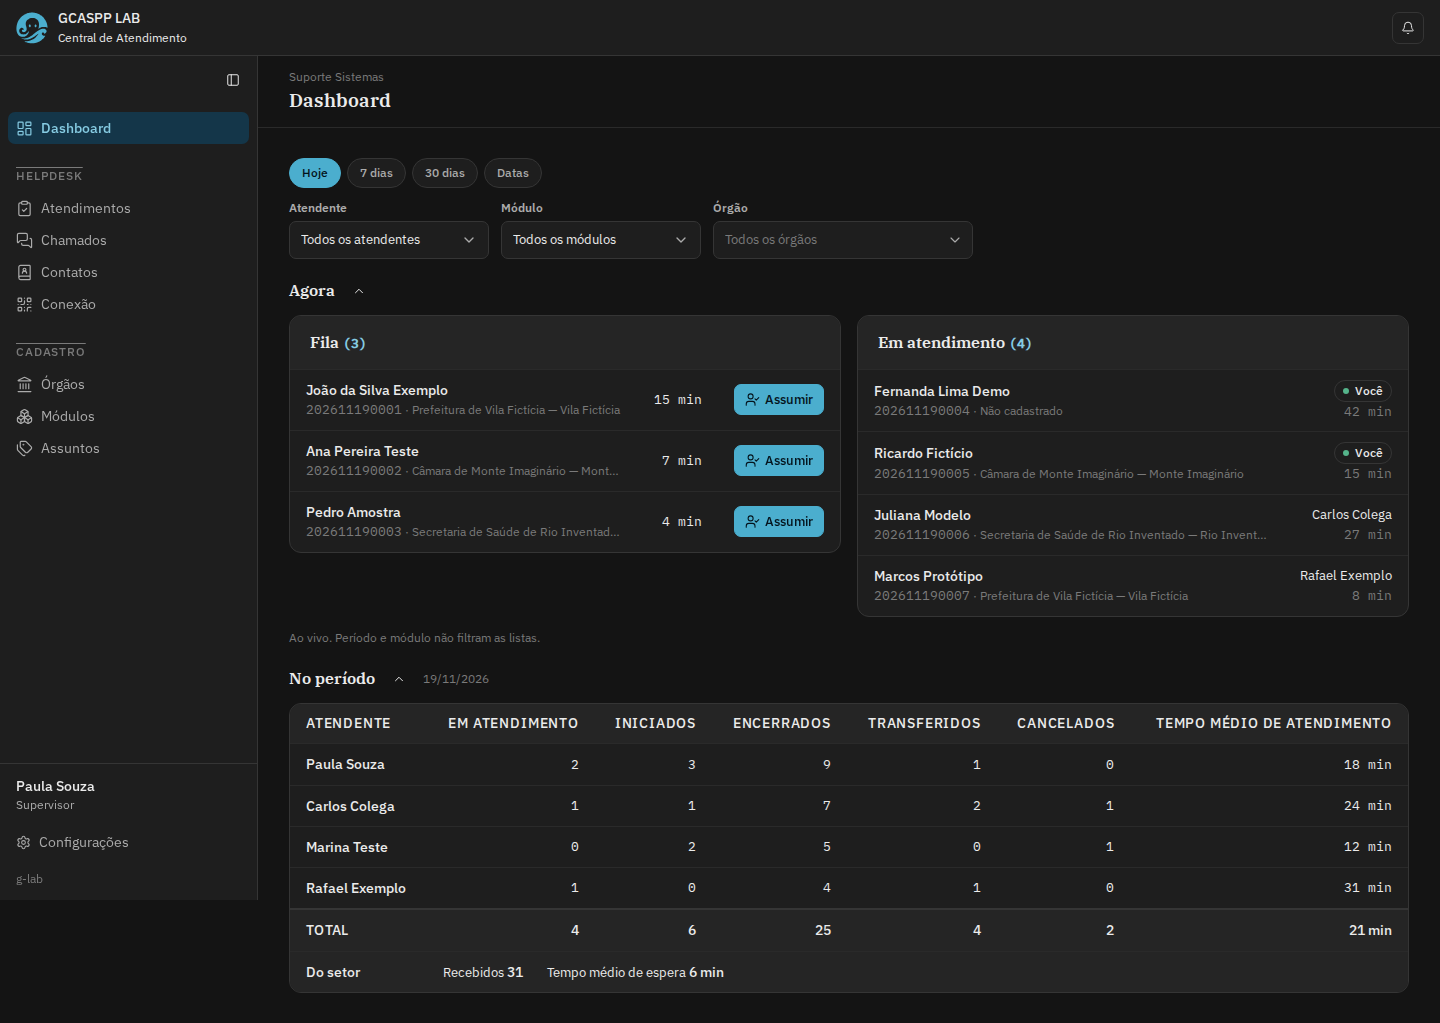 GCASPP LAB
Central de Atendimento
Dashboard
HELPDESK
Atendimentos
Chamados
Contatos
Conexão
CADASTRO
Órgãos
Módulos
Assuntos
Paula Souza
Supervisor
Configurações
g-lab
Suporte Sistemas
Dashboard
Hoje 7 dias 30 dias Datas
Atendente Módulo Órgão
Todos os atendentes Todos os módulos Todos os órgãos
Agora
Fila (3)
João da Silva Exemplo
202611190001 · Prefeitura de Vila Fictícia — Vila Fictícia
15 min Assumir
Ana Pereira Teste
202611190002 · Câmara de Monte Imaginário — Mont...
7 min Assumir
Pedro Amostra
202611190003 · Secretaria de Saúde de Rio Inventad...
4 min Assumir
Em atendimento (4)
Fernanda Lima Demo Você
202611190004 · Não cadastrado 42 min
Ricardo Fictício Você
202611190005 · Câmara de Monte Imaginário — Monte Imaginário 15 min
Juliana Modelo Carlos Colega
202611190006 · Secretaria de Saúde de Rio Inventado — Rio Invent... 27 min
Marcos Protótipo Rafael Exemplo
202611190007 · Prefeitura de Vila Fictícia — Vila Fictícia 8 min
Ao vivo. Período e módulo não filtram as listas.
No período 19/11/2026
ATENDENTE EM ATENDIMENTO INICIADOS ENCERRADOS TRANSFERIDOS CANCELADOS TEMPO MÉDIO DE ATENDIMENTO
Paula Souza 2 3 9 1 0 18 min
Carlos Colega 1 1 7 2 1 24 min
Marina Teste 0 2 5 0 1 12 min
Rafael Exemplo 1 0 4 1 0 31 min
TOTAL 4 6 25 4 2 21 min
Do setor Recebidos 31 Tempo médio de espera 6 min